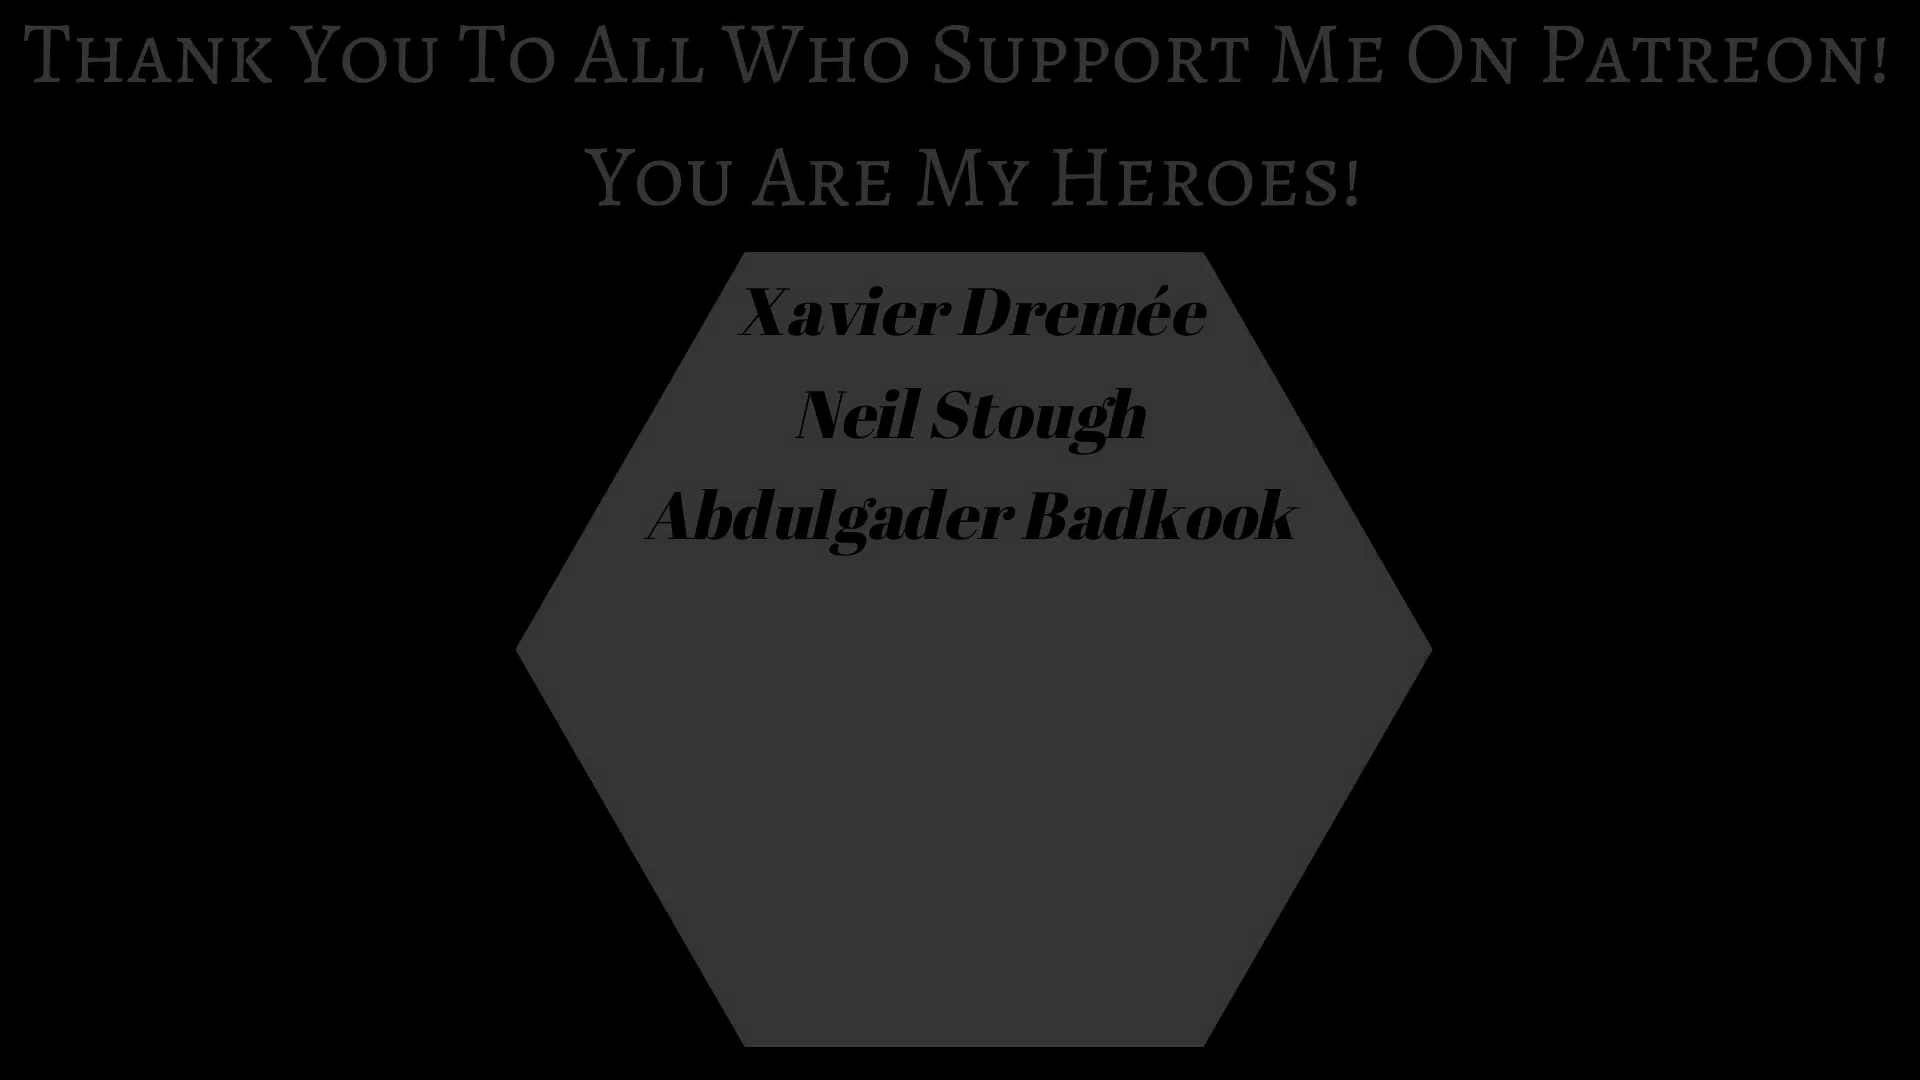 Thank You To All Who Support Me On Patreon!
You Are My Heroes!
Xavier Dremée
Neil Stough
Abdulgader Badkook